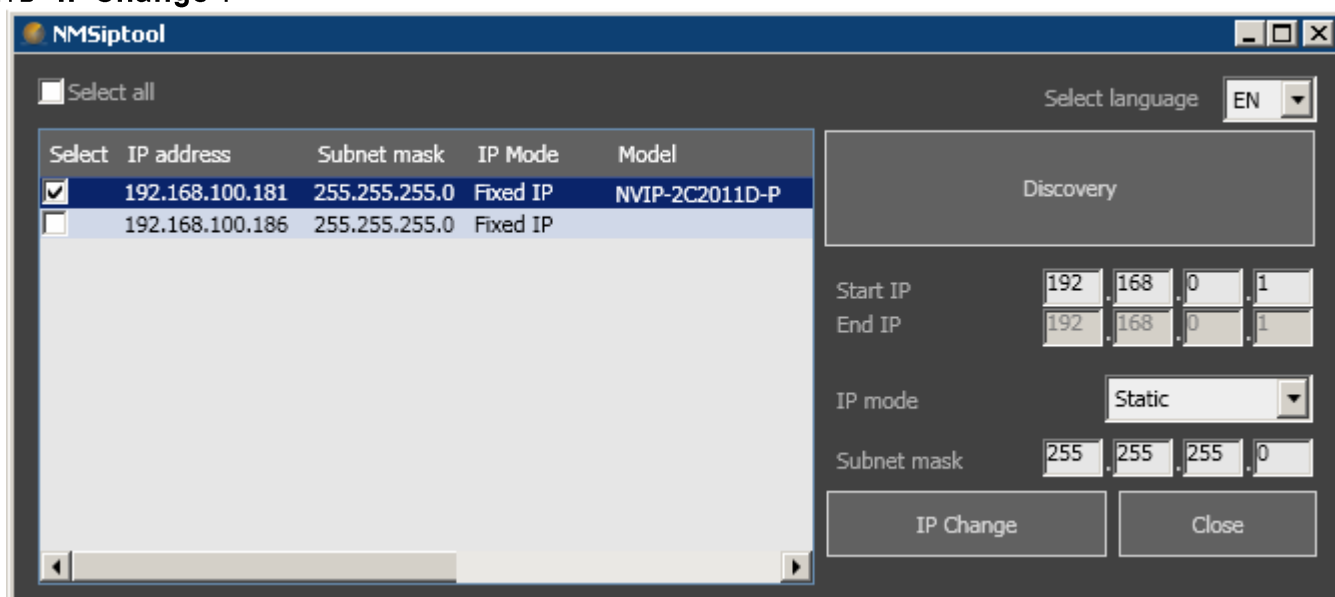 IP Change
NMSiptool
Select all
Select language EN
Select IP address Subnet mask IP Mode Model
192.168.100.181 255.255.255.0 Fixed IP NVIP-2C2011D-P
192.168.100.186 255.255.255.0 Fixed IP
Discovery
Start IP 192 . 168 . 0 . 1
End IP 192 . 168 . 0 . 1
IP mode Static
Subnet mask 255 . 255 . 255 . 0
IP Change Close